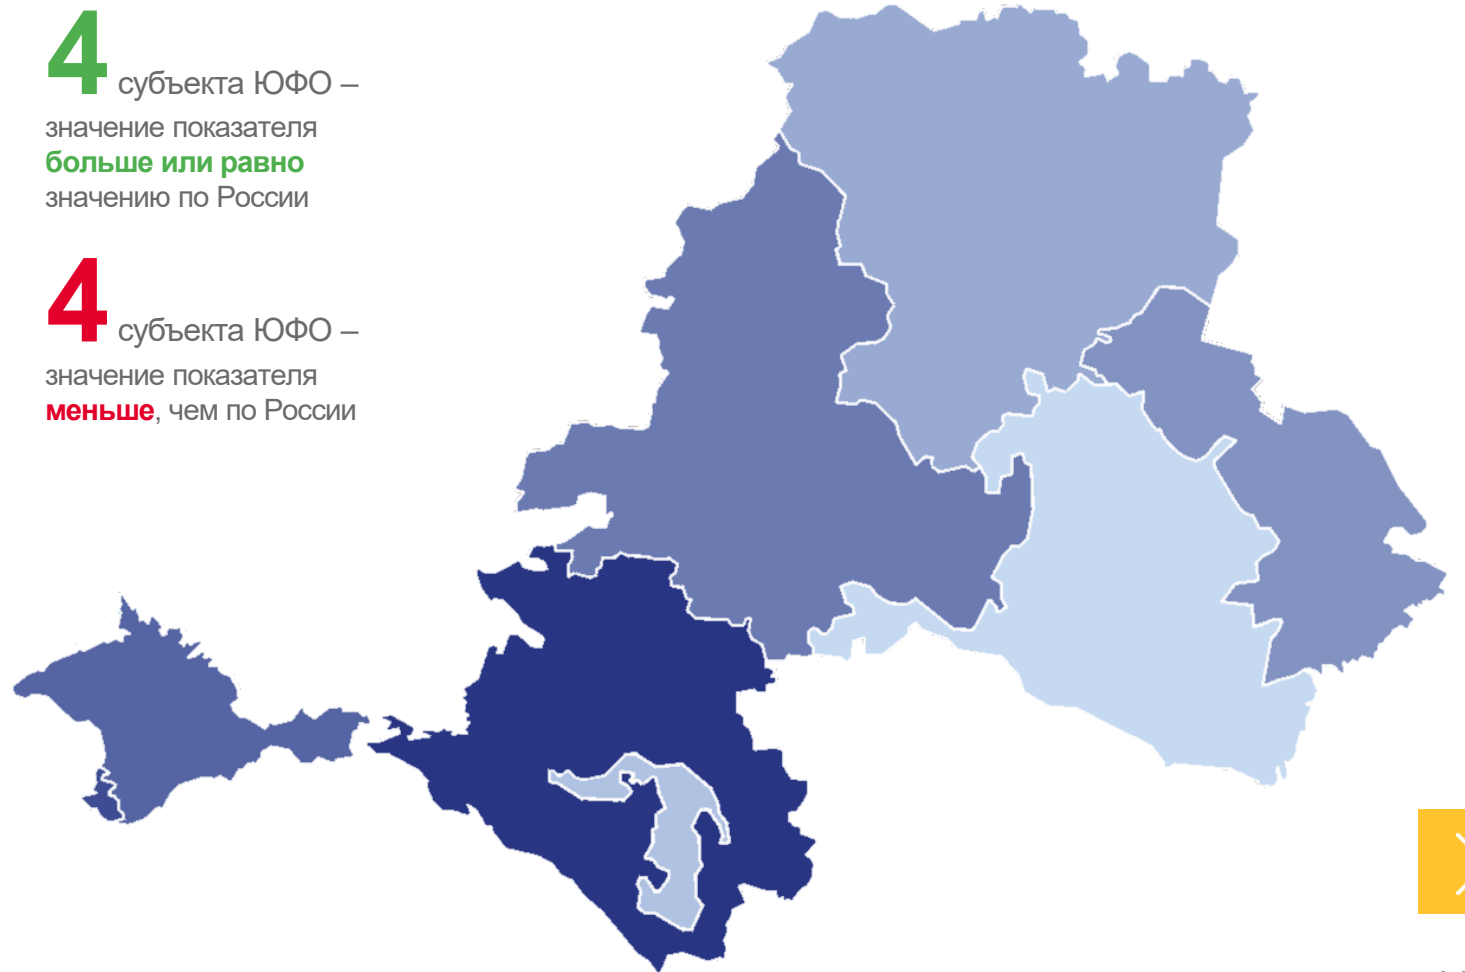 4 субъекта ЮФО –
значение показателя
больше или равно
значению по России
4 субъекта ЮФО –
значение показателя
меньше, чем по России